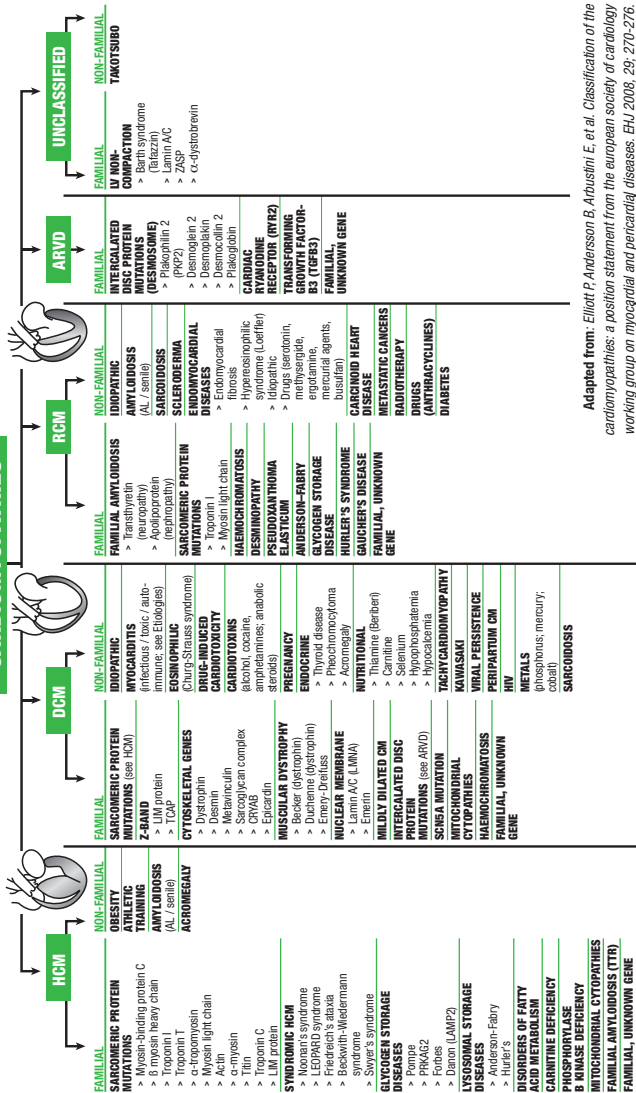 HCM
FAMILIAL
SARCOMERIC PROTEIN
MUTATIONS
> Myosin-binding protein C
> ß myosin heavy chain
> Troponin I
> Troponin T
> α-tropomyosin
> Myosin light chain
> Actin
> α-myosin
> Titin
> Troponin C
> LIM protein
SYNDROMIC HCM
> Noonan's syndrome
> LEOPARD syndrome
> Friedreich's ataxia
> Beckwith-Wiedermann
syndrome
> Swyer's syndrome
GLYCOGEN STORAGE
DISEASES
> Pompe
> PRKAG2
> Forbes
> Danon (LAMP2)
LYSOSOMAL STORAGE
DISEASES
> Anderson-Fabry
> Hurler's
DISORDERS OF FATTY
ACID METABOLISM
CARNITINE DEFICIENCY
PHOSPHORYLASE
B KINASE DEFICIENCY
MITOCHONDRIAL CYTOPATHIES
FAMILIAL AMYLOIDOSIS (TTR)
FAMILIAL, UNKNOWN GENE
NON-FAMILIAL
OBESITY
ATHLETIC
TRAINING
AMYLOIDOSIS
(AL / senile)
ACROMEGALY
DCM
FAMILIAL
SARCOMERIC PROTEIN
MUTATIONS (see HCM)
Z-BAND
> LIM protein
> TCAP
CYTOSKELETAL GENES
> Dystrophin
> Desmin
> Metavinculin
> Sarcoglycan complex
> CRYAB
> Epicardin
MUSCULAR DYSTROPHY
> Becker (dystrophin)
> Duchenne (dystrophin)
> Emery-Dreifuss
NUCLEAR MEMBRANE
> Lamin A/C (LMNA)
> Emerin
MILDLY DILATED CM
INTERCALATED DISC
PROTEIN
MUTATIONS (see ARVD)
SCN5A MUTATION
MITOCHONDRIAL
CYTOPATHIES
HAEMOCHROMATOSIS
FAMILIAL, UNKNOWN
GENE
NON-FAMILIAL
IDIOPATHIC
MYOCARDITIS
(infectious / toxic / auto-
immune; see Etiologies)
EOSINOPHILIC
(Churg-Strauss syndrome)
DRUG-INDUCED
CARDIOTOXICITY
CARDIOTOXINS
(alcohol, cocaine,
amphetamines; anabolic
steroids)
PREGNANCY
ENDOCRINE
> Thyroid disease
> Pheochromocytoma
> Acromegaly
NUTRITIONAL
> Thiamine (Beriberi)
> Carnitine
> Selenium
> Hypophosphatemia
> Hypocalcemia
TACHYCARDIOMYOPATHY
KAWASAKI
VIRAL PERSISTENCE
PERIPARTUM CM
HIV
METALS
(phosphorus; mercury;
cobalt)
SARCOIDOSIS
RCM
FAMILIAL
FAMILIAL AMYLOIDOSIS
> Transthyretin
(neuropathy)
> Apolipoprotein
(nephropathy)
SARCOMERIC PROTEIN
MUTATIONS
> Troponin I
> Myosin light chain
HAEMOCHROMATOSIS
DESMINOPATHY
PSEUDOXANTHOMA
ELASTICUM
ANDERSON–FABRY
GLYCOGEN STORAGE
DISEASE
HURLER'S SYNDROME
GAUCHER'S DISEASE
FAMILIAL, UNKNOWN
GENE
NON-FAMILIAL
IDIOPATHIC
AMYLOIDOSIS
(AL / senile)
SARCOIDOSIS
SCLERODERMA
ENDOMYOCARDIAL
DISEASES
> Endomyocardial
fibrosis
> Hypereosinophilic
syndrome (Loeffler)
> Idiopathic
> Drugs (serotonin,
methysergide,
ergotamine,
mercurial agents,
busulfan)
CARCINOID HEART
DISEASE
METASTATIC CANCERS
RADIOTHERAPY
DRUGS
(ANTHRACYCLINES)
DIABETES
ARVD
FAMILIAL
INTERCALATED
DISC PROTEIN
MUTATIONS
(DESMOSOME)
> Plakophilin 2
(PKP2)
> Desmoglein 2
> Desmoplakin
> Desmocollin 2
> Plakoglobin
CARDIAC
RYANODINE
RECEPTOR (RYR2)
TRANSFORMING
GROWTH FACTOR-
B3 (TGFB3)
FAMILIAL,
UNKNOWN GENE
UNCLASSIFIED
FAMILIAL
LV NON-
COMPACTION
> Barth syndrome
(Tafazzin)
> Lamin A/C
> ZASP
> α-dystrobrevin
NON-FAMILIAL
TAKOTSUBO
Adapted from: Elliott P, Andersson B, Arbustini E, et al. Classification of the
cardiomyopathies: a position statement from the european society of cardiology
working group on myocardial and pericardial diseases. EHJ 2008, 29; 270-276.